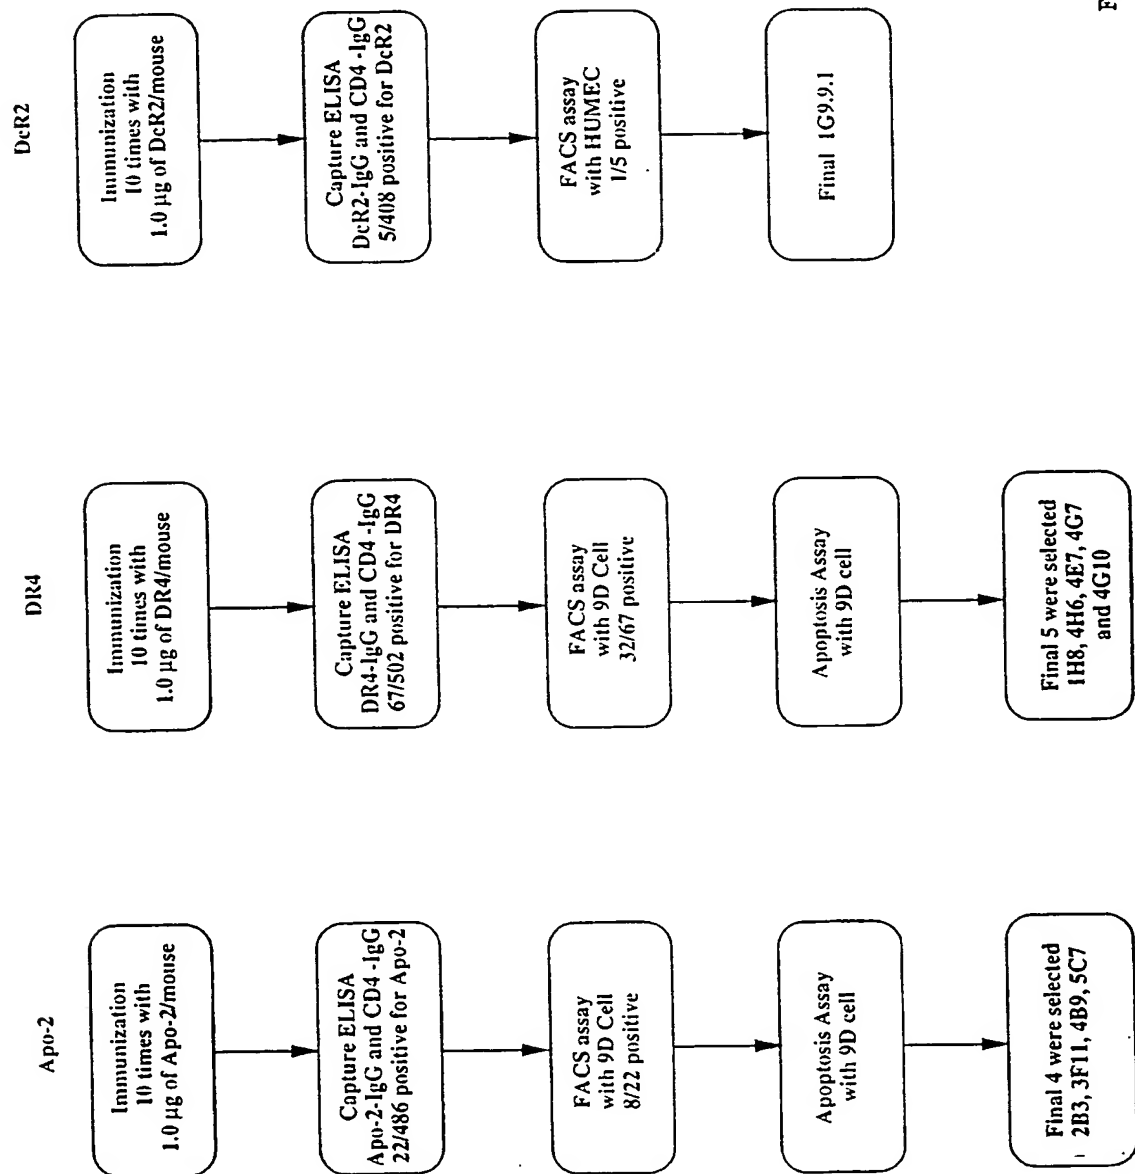 Apo-2
Immunization
10 times with
1.0 µg of Apo-2/mouse
Capture ELISA
Apo-2-IgG and CD4 -IgG
22/486 positive for Apo-2
FACS assay
with 9D Cell
8/22 positive
Apoptosis Assay
with 9D cell
Final 4 were selected
2B3, 3F11, 4B9, 5C7
DR4
Immunization
10 times with
1.0 µg of DR4/mouse
Capture ELISA
DR4-IgG and CD4 -IgG
67/502 positive for DR4
FACS assay
with 9D Cell
32/67 positive
Apoptosis Assay
with 9D cell
Final 5 were selected
1H8, 4H6, 4E7, 4G7
and 4G10
DcR2
Immunization
10 times with
1.0 µg of DcR2/mouse
Capture ELISA
DcR2-IgG and CD4 -IgG
5/408 positive for DcR2
FACS assay
with HUMEC
1/5 positive
Final 1G9.9.1
F